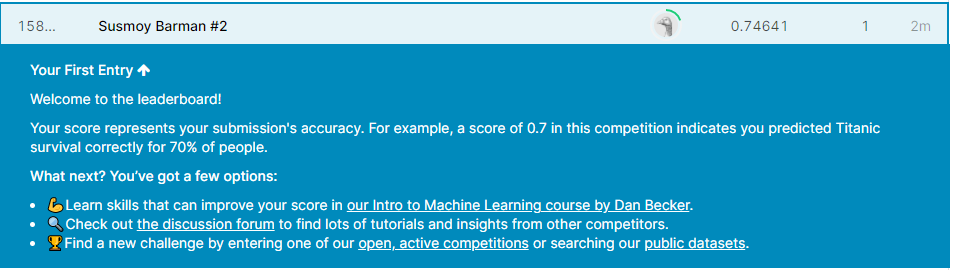 158... Susmoy Barman #2 0.74641 1 2m
Your First Entry ↑
Welcome to the leaderboard!
Your score represents your submission's accuracy. For example, a score of 0.7 in this competition indicates you predicted Titanic
survival correctly for 70% of people.
What next? You've got a few options:
• 💪Learn skills that can improve your score in our Intro to Machine Learning course by Dan Becker.
• 🔍Check out the discussion forum to find lots of tutorials and insights from other competitors.
• 🏆Find a new challenge by entering one of our open, active competitions or searching our public datasets.